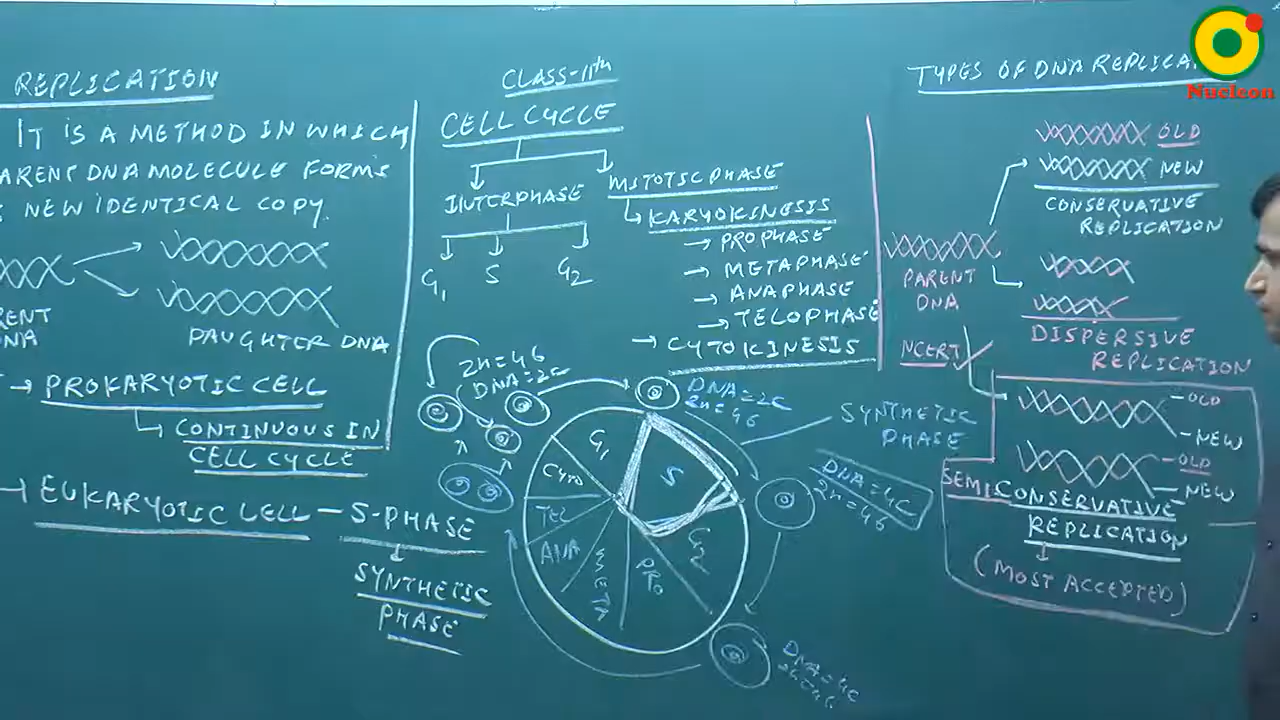 REPLICATION
IT IS A METHOD IN WHICH
ARENT DNA MOLECULE FORMS
NEW IDENTICAL COPY.
RENT
DNA
DAUGHTER DNA
→ PROKARYOTIC CELL
CONTINUOUS IN
CELL CYCLE
→ EUKARYOTIC CELL - S-PHASE
SYNTHETIC
PHASE
CLASS-11th
CELL CYCLE
INTERPHASE
G1 S G2
MITOTIC PHASE
KARYOKINESIS
→ PROPHASE
→ METAPHASE
→ ANAPHASE
→ TELOPHASE
→ CYTOKINESIS
2n=46
DNA=2C
DNA=2C
2n=46
SYNTHETIC
PHASE
DNA=4C
2n=46
G1
S
G2
PRO
META
ANA
TEL
CYTO
DNA=4C
2n=46
TYPES OF DNA REPLICA
Nucleon
OLD
NEW
CONSERVATIVE
REPLICATION
PARENT
DNA
DISPERSIVE
REPLICATION
NCERT
OLD
NEW
OLD
NEW
SEMICONSERVATIVE
REPLICATION
(MOST ACCEPTED)